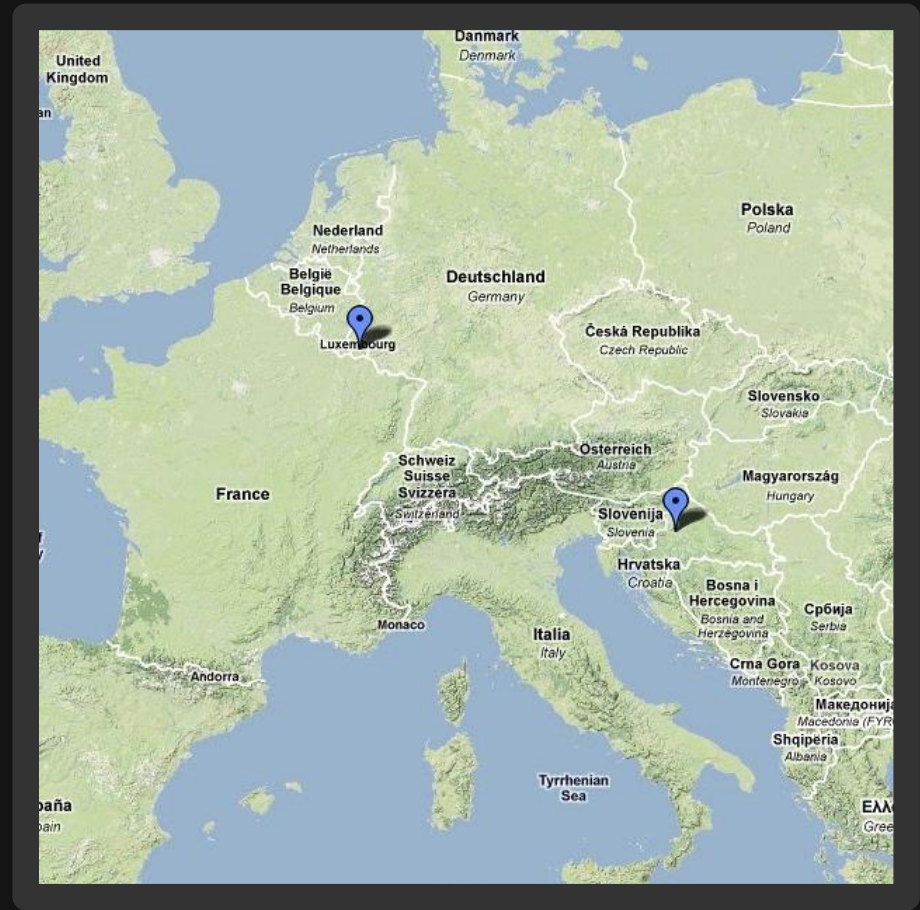 Danmark
Denmark
United
Kingdom
an
Polska
Poland
Nederland
Netherlands
België
Belgique
Belgium
Deutschland
Germany
Luxembourg
Česká Republika
Czech Republic
Slovensko
Slovakia
Österreich
Austria
Schweiz
Suisse
Svizzera
Switzerland
Magyarország
Hungary
France
Slovenija
Slovenia
Hrvatska
Croatia
Bosna i
Hercegovina
Bosnia and
Herzegovina
Србија
Serbia
Monaco
Italia
Italy
Andorra
Crna Gora
Montenegro
Kosova
Kosovo
Македониja
Macedonia (FYR
Shqipëria
Albania
Tyrrhenian
Sea
paña
pain
Ελλ
Gree